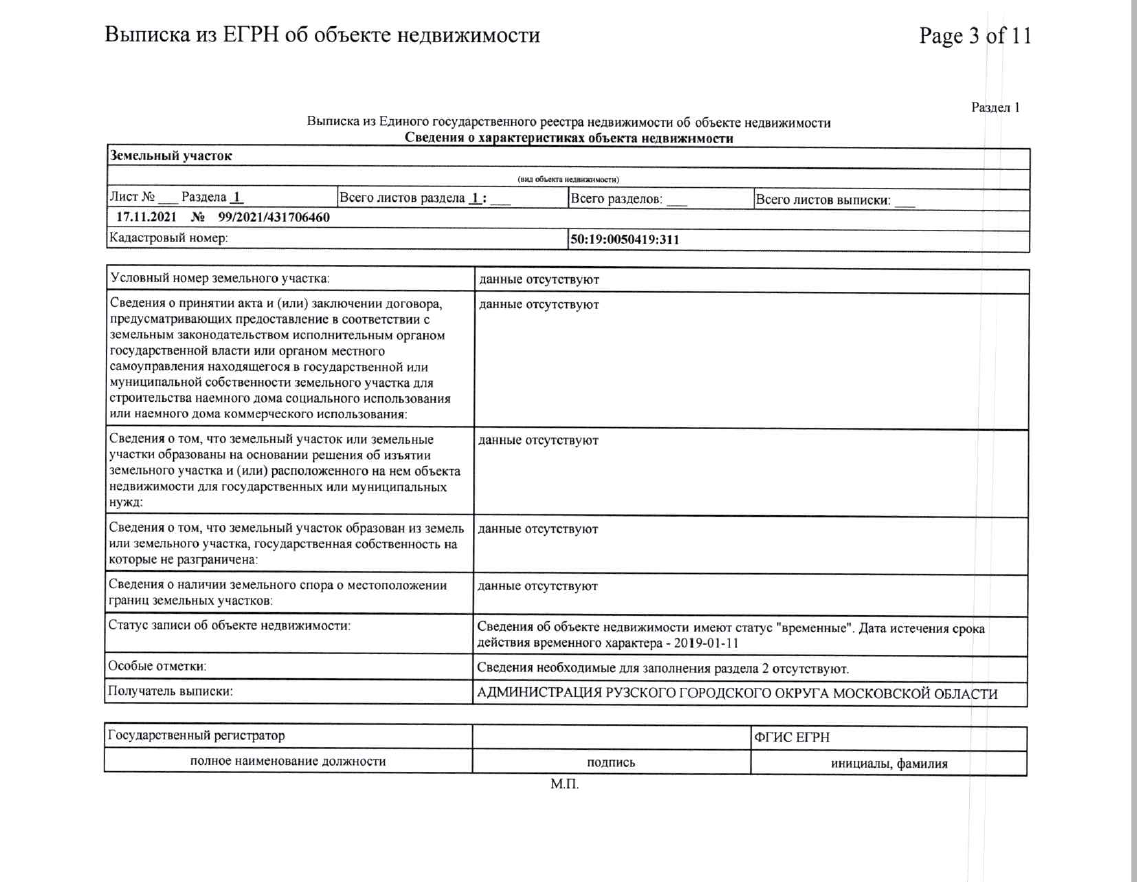 Выписка из ЕГРН об объекте недвижимости
Page 3 of 11
Раздел 1
Выписка из Единого государственного реестра недвижимости об объекте недвижимости
Сведения о характеристиках объекта недвижимости
Земельный участок
(вид объекта недвижимости)
Лист № ___ Раздела 1
Всего листов раздела 1 : ___
Всего разделов: ___
Всего листов выписки: ___
17.11.2021 № 99/2021/431706460
Кадастровый номер:
50:19:0050419:311
Условный номер земельного участка:
данные отсутствуют
Сведения о принятии акта и (или) заключении договора,
предусматривающих предоставление в соответствии с
земельным законодательством исполнительным органом
государственной власти или органом местного
самоуправления находящегося в государственной или
муниципальной собственности земельного участка для
строительства наемного дома социального использования
или наемного дома коммерческого использования:
данные отсутствуют
Сведения о том, что земельный участок или земельные
участки образованы на основании решения об изъятии
земельного участка и (или) расположенного на нем объекта
недвижимости для государственных или муниципальных
нужд:
данные отсутствуют
Сведения о том, что земельный участок образован из земель
или земельного участка, государственная собственность на
которые не разграничена:
данные отсутствуют
Сведения о наличии земельного спора о местоположении
границ земельных участков:
данные отсутствуют
Статус записи об объекте недвижимости:
Сведения об объекте недвижимости имеют статус "временные". Дата истечения срока
действия временного характера - 2019-01-11
Особые отметки:
Сведения необходимые для заполнения раздела 2 отсутствуют.
Получатель выписки:
АДМИНИСТРАЦИЯ РУЗСКОГО ГОРОДСКОГО ОКРУГА МОСКОВСКОЙ ОБЛАСТИ
Государственный регистратор
ФГИС ЕГРН
полное наименование должности
подпись
инициалы, фамилия
М.П.